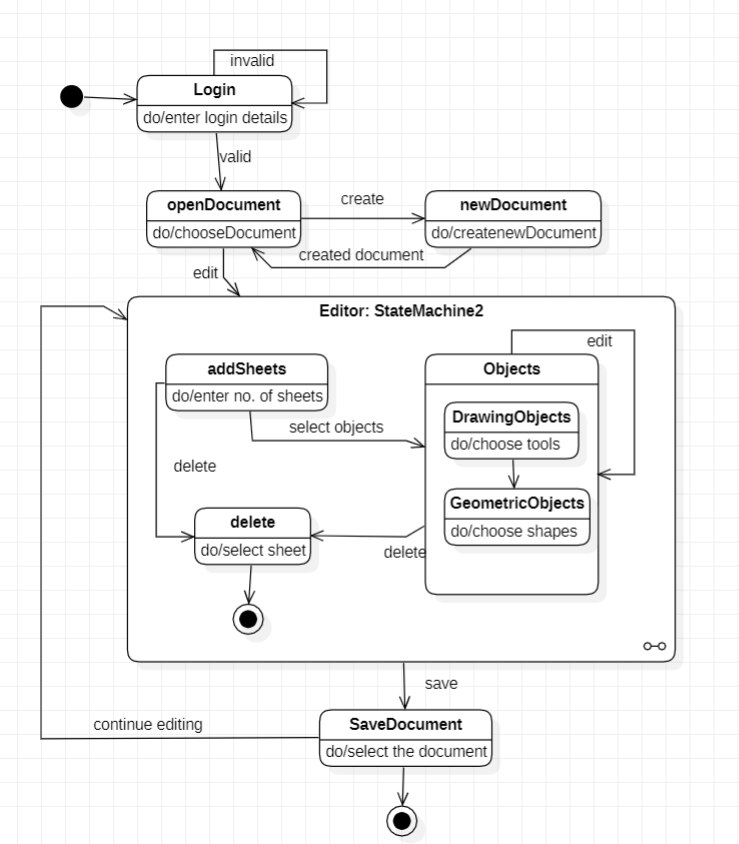 invalid
Login
do/enter login details
valid
openDocument
do/chooseDocument
create
newDocument
do/createnewDocument
created document
edit
Editor: StateMachine2
addSheets
do/enter no. of sheets
select objects
delete
Objects
edit
DrawingObjects
do/choose tools
GeometricObjects
do/choose shapes
delete
do/select sheet
delete
save
SaveDocument
do/select the document
continue editing